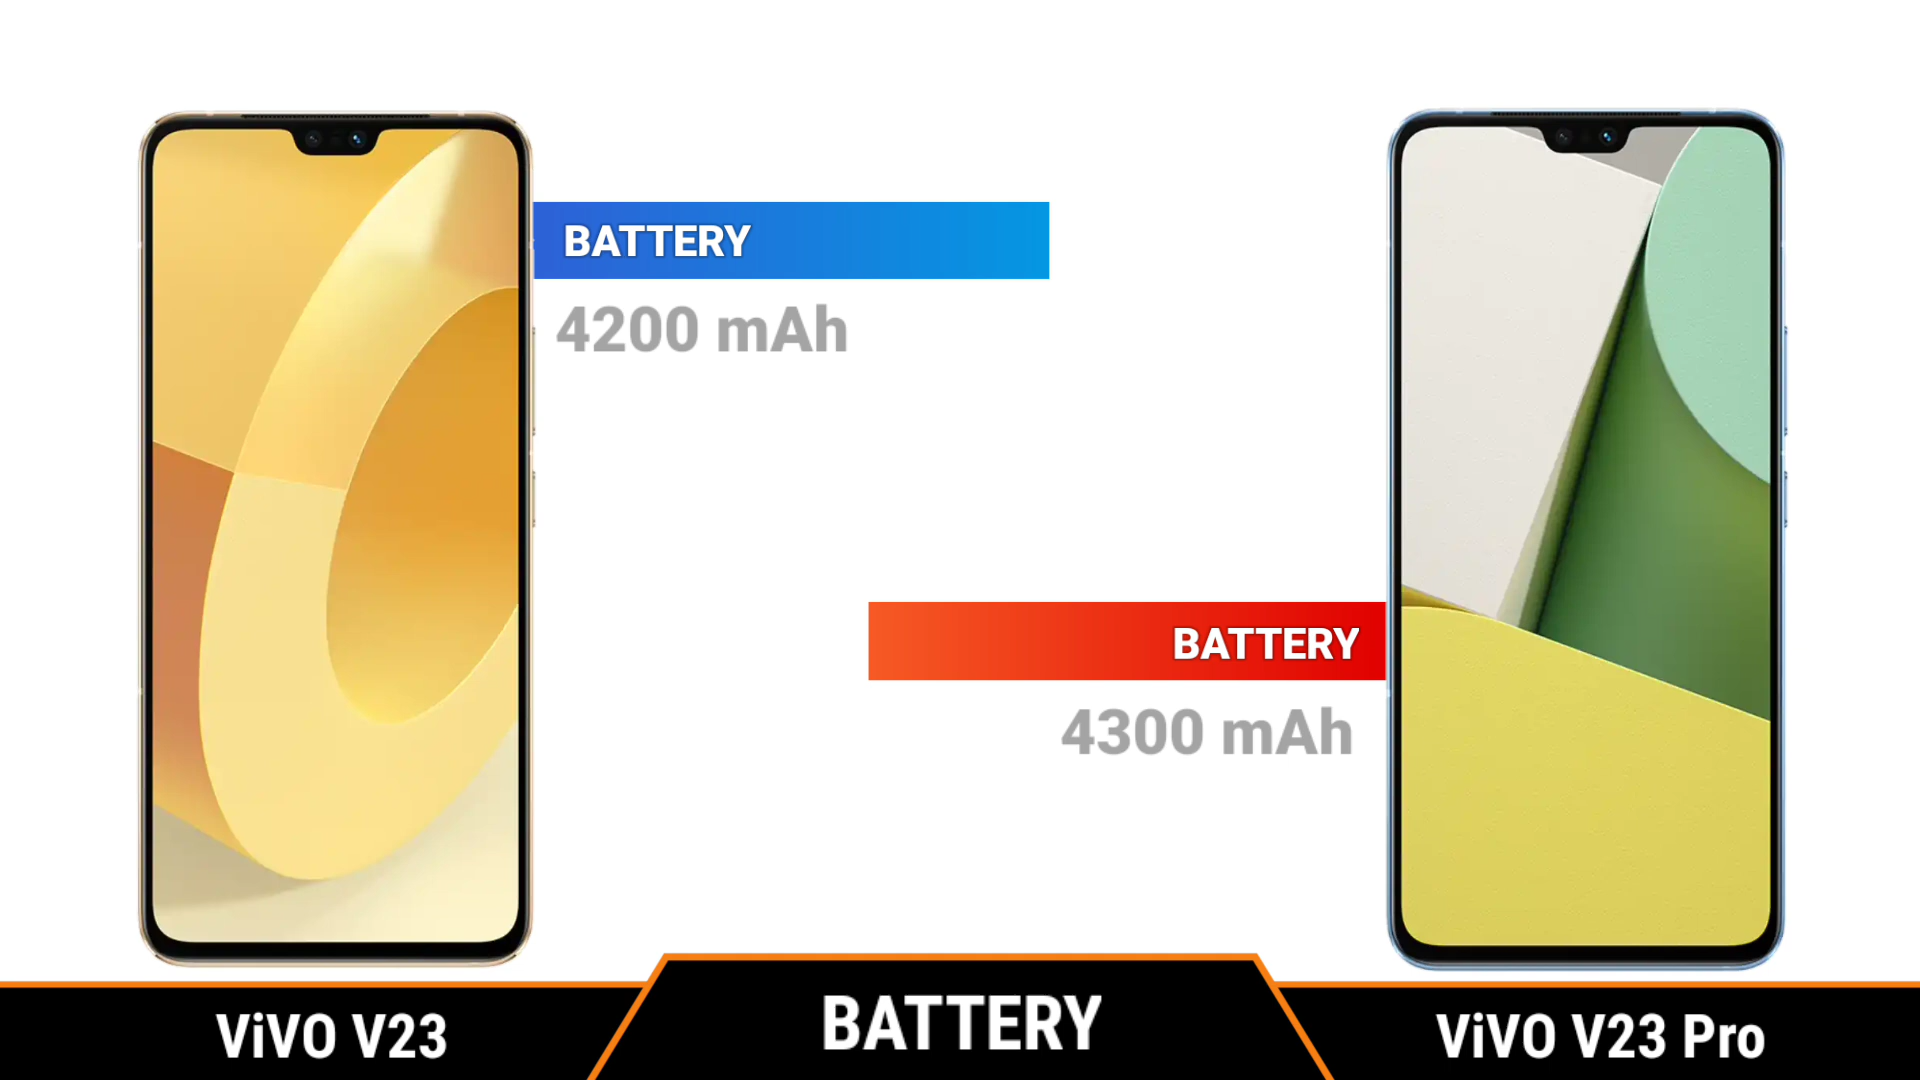 BATTERY
4200 mAh
BATTERY
4300 mAh
ViVO V23
BATTERY
ViVO V23 Pro